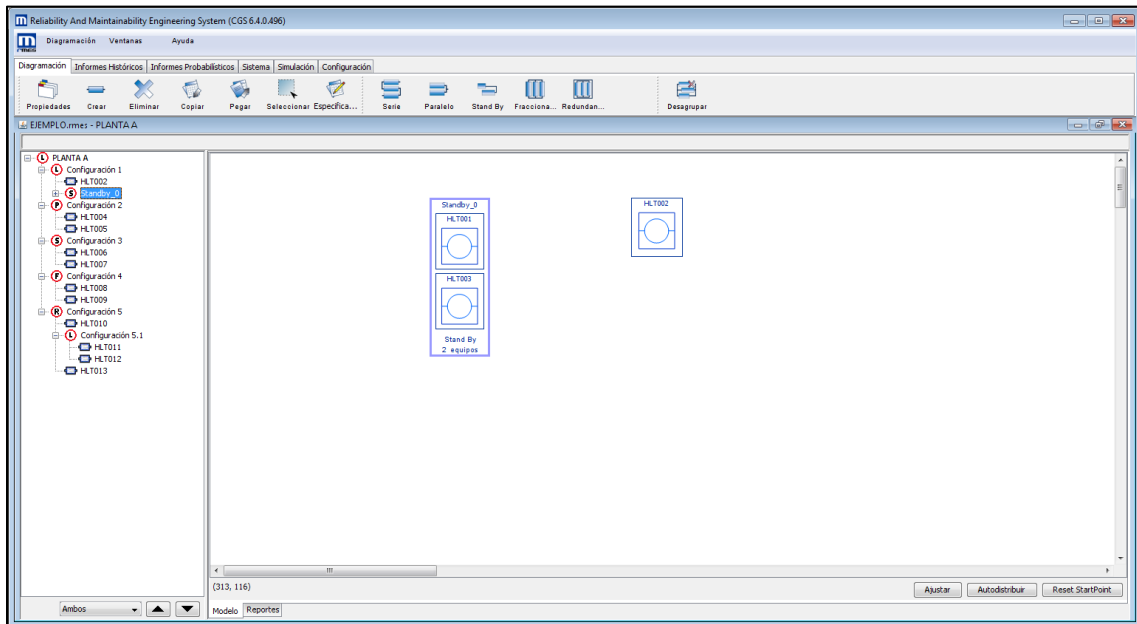 Reliability And Maintainability Engineering System (CGS 6.4.0.496)
Diagramación Ventanas Ayuda
Diagramación Informes Históricos Informes Probabilísticos Sistema Simulación Configuración
Propiedades Crear Eliminar Copiar Pegar Seleccionar Especifica... Serie Paralelo Stand By Fracciona... Redundan... Desagrupar
EJEMPLO.rmes - PLANTA A
L PLANTA A
L Configuración 1
HLT002
S Standby_0
P Configuración 2
HLT004
HLT005
S Configuración 3
HLT006
HLT007
F Configuración 4
HLT008
HLT009
R Configuración 5
HLT010
L Configuración 5.1
HLT011
HLT012
HLT013
Standby_0
HLT001
HLT003
Stand By
2 equipos
HLT002
(313, 116)
Ajustar Autodistribuir Reset StartPoint
Ambos
Modelo Reportes